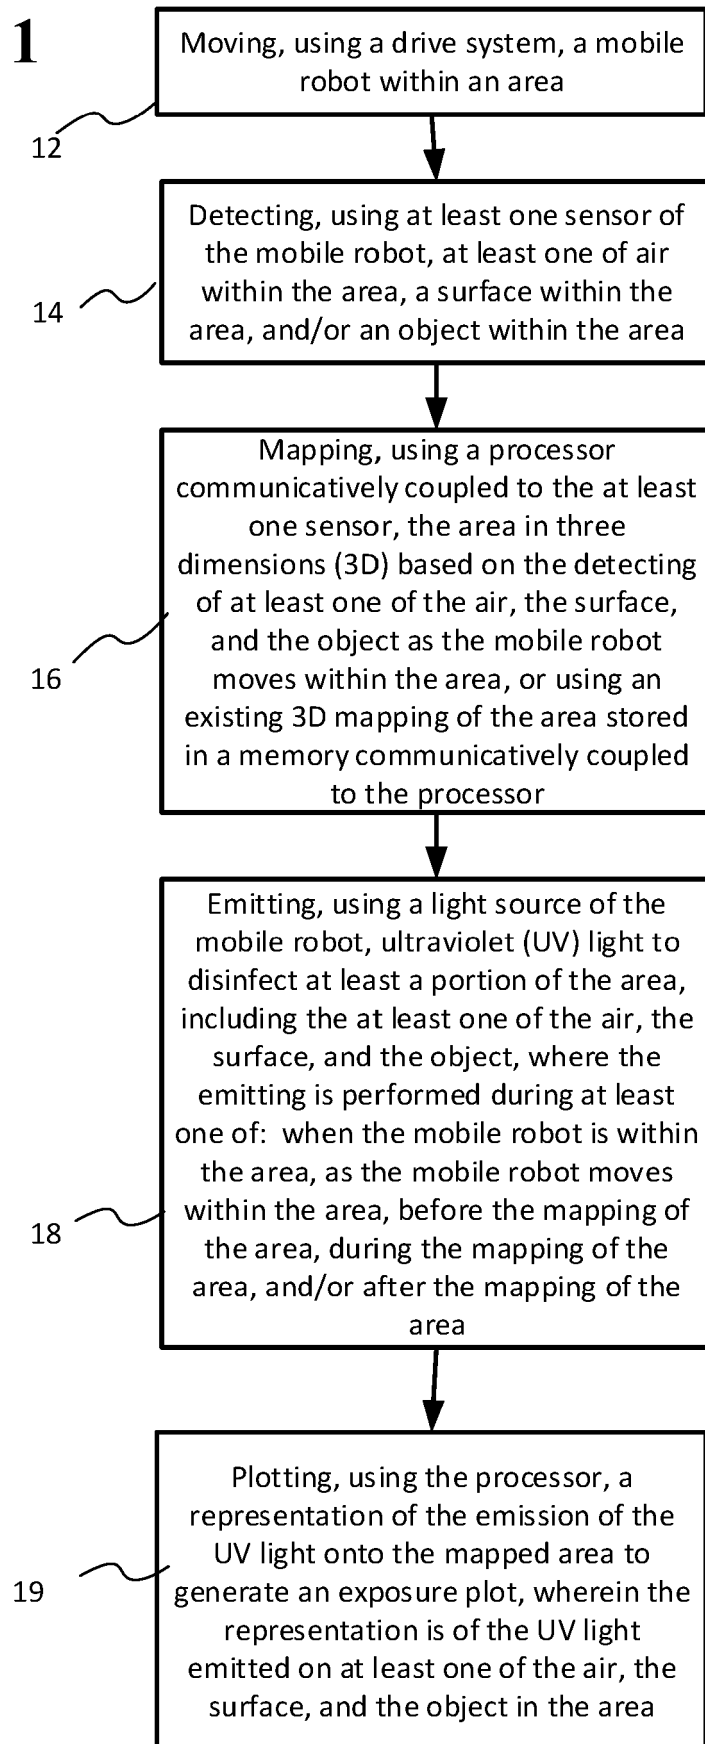 1
Moving, using a drive system, a mobile
robot within an area
12
Detecting, using at least one sensor of
the mobile robot, at least one of air
within the area, a surface within the
area, and/or an object within the area
14
Mapping, using a processor
communicatively coupled to the at least
one sensor, the area in three
dimensions (3D) based on the detecting
of at least one of the air, the surface,
and the object as the mobile robot
moves within the area, or using an
existing 3D mapping of the area stored
in a memory communicatively coupled
to the processor
16
Emitting, using a light source of the
mobile robot, ultraviolet (UV) light to
disinfect at least a portion of the area,
including the at least one of the air, the
surface, and the object, where the
emitting is performed during at least
one of:  when the mobile robot is within
the area, as the mobile robot moves
within the area, before the mapping of
the area, during the mapping of the
area, and/or after the mapping of the
area
18
Plotting, using the processor, a
representation of the emission of the
UV light onto the mapped area to
generate an exposure plot, wherein the
representation is of the UV light
emitted on at least one of the air, the
surface, and the object in the area
19